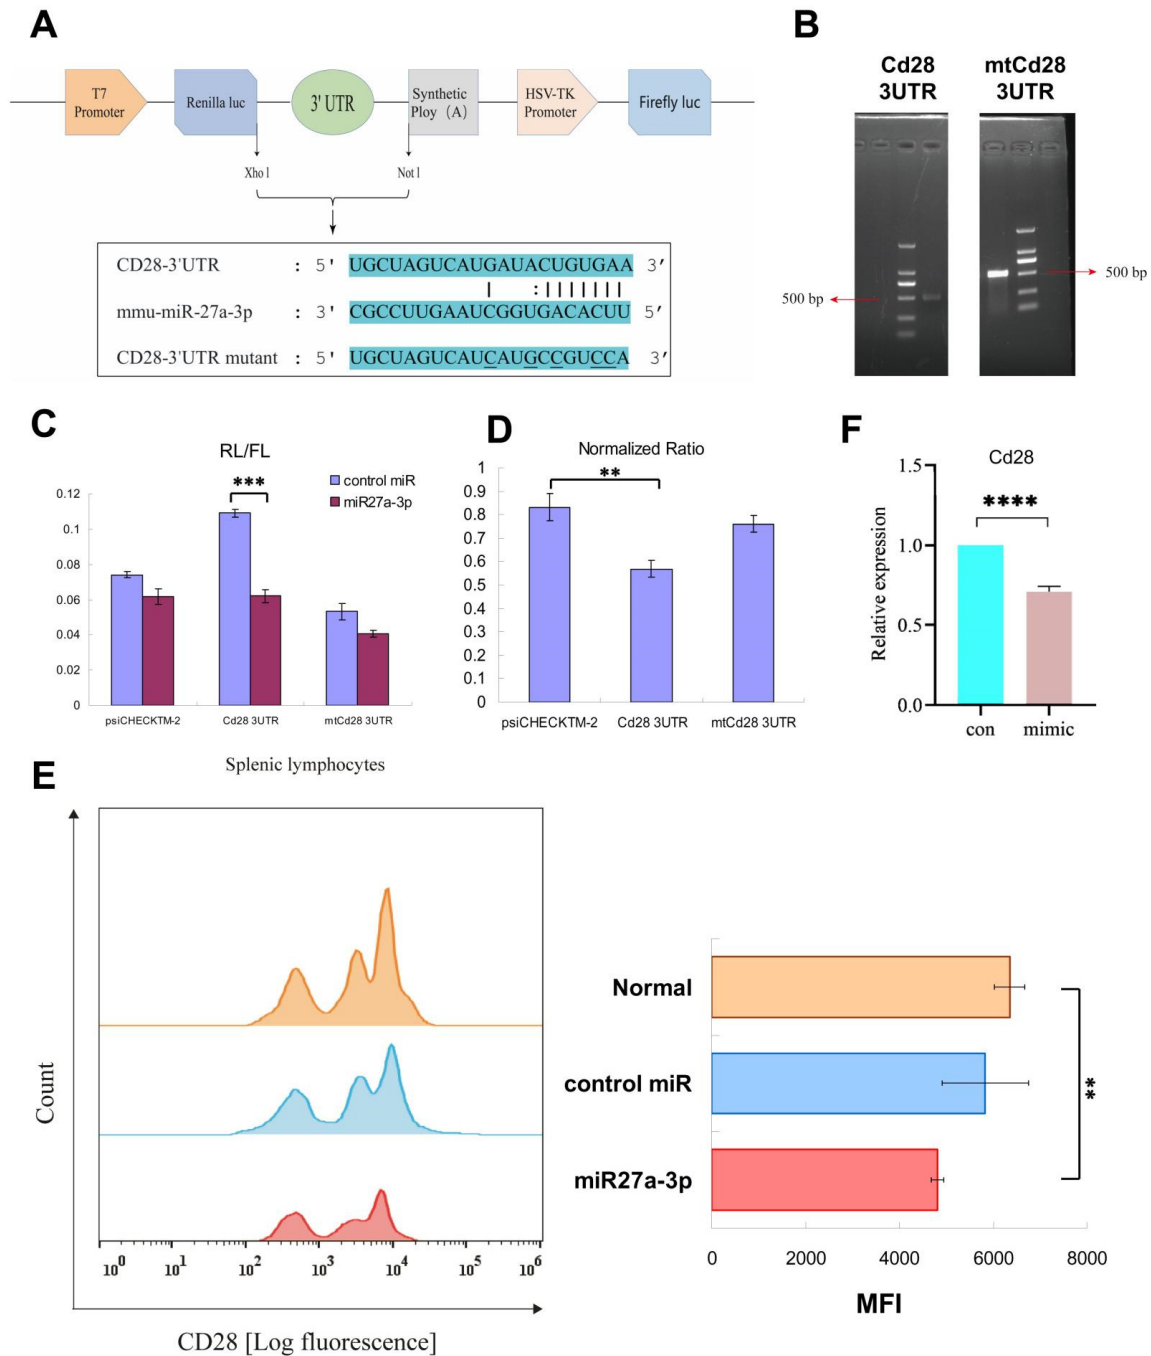 A
T7
Promoter
Renilla luc
3' UTR
Synthetic
Ploy (A)
HSV-TK
Promoter
Firefly luc
Xho I
Not I
CD28-3'UTR : 5' UGCUAGUCAUGAUACUGUGAA 3'
mmu-miR-27a-3p : 3' CGCCUUGAAUCGGUGACACUU 5'
CD28-3'UTR mutant : 5' UGCUAGUCAUCAUGCCGUCCA 3'
B
Cd28
3UTR
mtCd28
3UTR
500 bp
500 bp
C
RL/FL
***
control miR
miR27a-3p
0.12
0.1
0.08
0.06
0.04
0.02
0
psiCHECKTM-2
Cd28 3UTR
mtCd28 3UTR
D
Normalized Ratio
**
1
0.9
0.8
0.7
0.6
0.5
0.4
0.3
0.2
0.1
0
psiCHECKTM-2
Cd28 3UTR
mtCd28 3UTR
F
Cd28
****
Relative expression
1.5
1.0
0.5
0.0
con
mimic
E
Splenic lymphocytes
Count
10^0
10^1
10^2
10^3
10^4
10^5
10^6
CD28 [Log fluorescence]
Normal
control miR
miR27a-3p
**
0
2000
4000
6000
8000
MFI